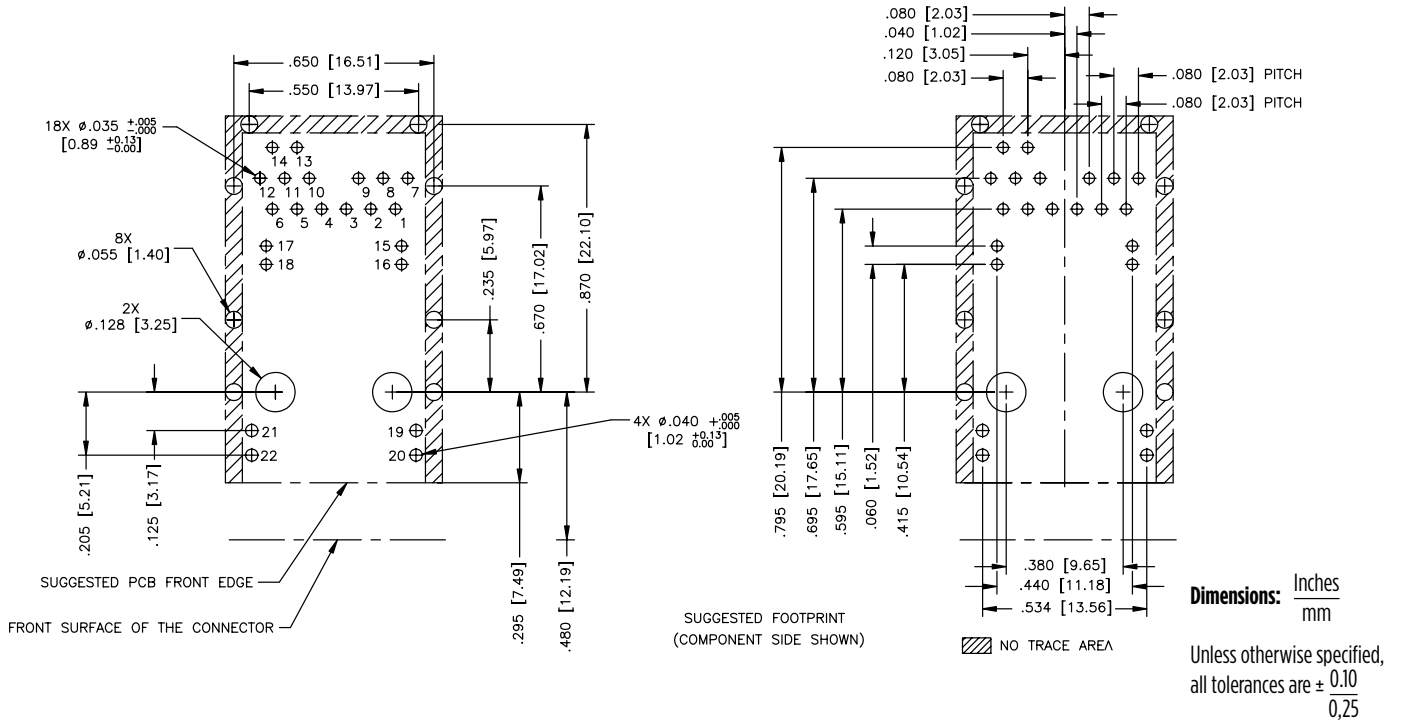 .650 [16.51]
.550 [13.97]
18X ø.035 +.005 -.000
[0.89 +0.13 -0.00]
14 13
12 11 10 9 8 7
6 5 4 3 2 1
17 15
18 16
8X
ø.055 [1.40]
2X
ø.128 [3.25]
.235 [5.97]
.670 [17.02]
.870 [22.10]
21 19
22 20
4X ø.040 +.005 .000
[1.02 +0.13 0.00]
.205 [5.21]
.125 [3.17]
.295 [7.49]
.480 [12.19]
SUGGESTED PCB FRONT EDGE
FRONT SURFACE OF THE CONNECTOR
.080 [2.03]
.040 [1.02]
.120 [3.05]
.080 [2.03]
.080 [2.03] PITCH
.080 [2.03] PITCH
.795 [20.19]
.695 [17.65]
.595 [15.11]
.060 [1.52]
.415 [10.54]
.380 [9.65]
.440 [11.18]
.534 [13.56]
SUGGESTED FOOTPRINT
(COMPONENT SIDE SHOWN)
NO TRACE AREA
Dimensions: Inches
mm
Unless otherwise specified,
all tolerances are ± 0.10
0,25